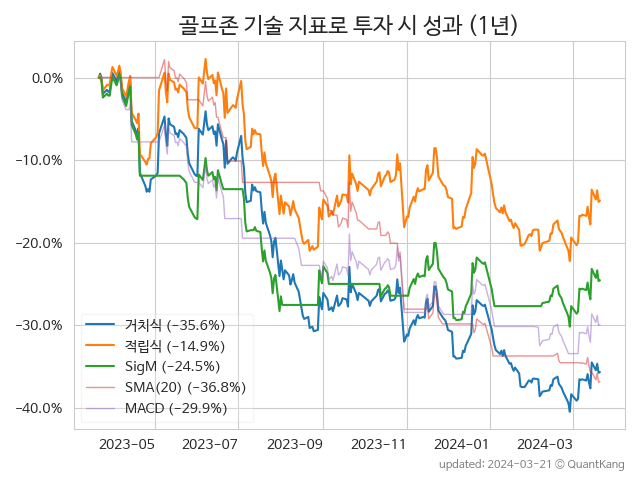 골프존 기술 지표로 투자 시 성과 (1년)
0.0%
−10.0%
−20.0%
−30.0%
−40.0%
거치식 (−35.6%)
적립식 (−14.9%)
SigM (−24.5%)
SMA(20) (−36.8%)
MACD (−29.9%)
2023-05 2023-07 2023-09 2023-11 2024-01 2024-03
updated: 2024-03-21 © QuantKang